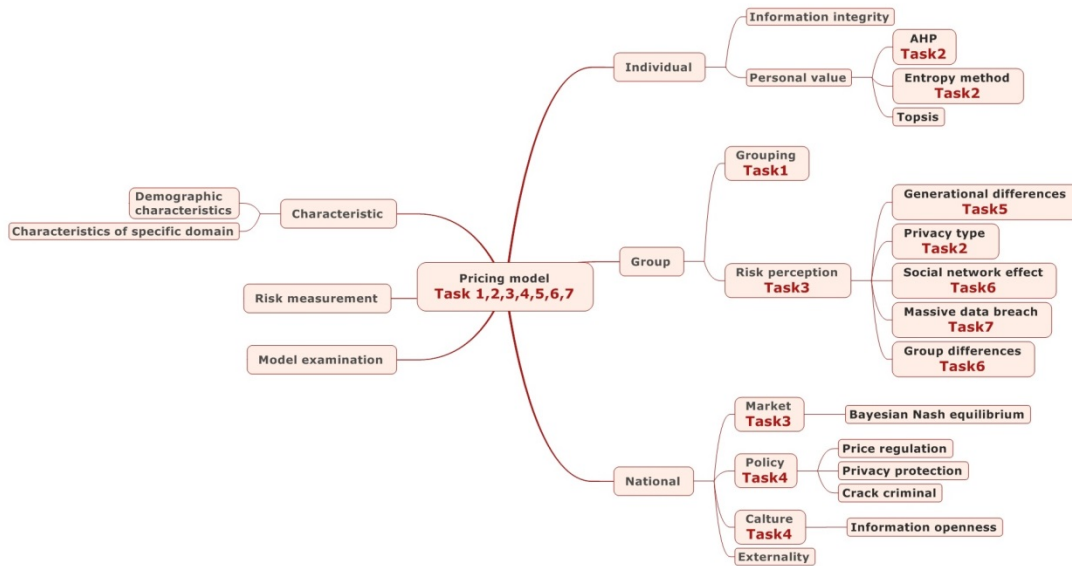 Information integrity
AHP
Task2
Individual
Personal value
Entropy method
Task2
Topsis
Demographic
characteristics
Characteristics of specific domain
Characteristic
Risk measurement
Model examination
Pricing model
Task 1,2,3,4,5,6,7
Grouping
Task1
Group
Risk perception
Task3
Generational differences
Task5
Privacy type
Task2
Social network effect
Task6
Massive data breach
Task7
Group differences
Task6
National
Market
Task3
Bayesian Nash equilibrium
Policy
Task4
Price regulation
Privacy protection
Crack criminal
Calture
Task4
Information openness
Externality